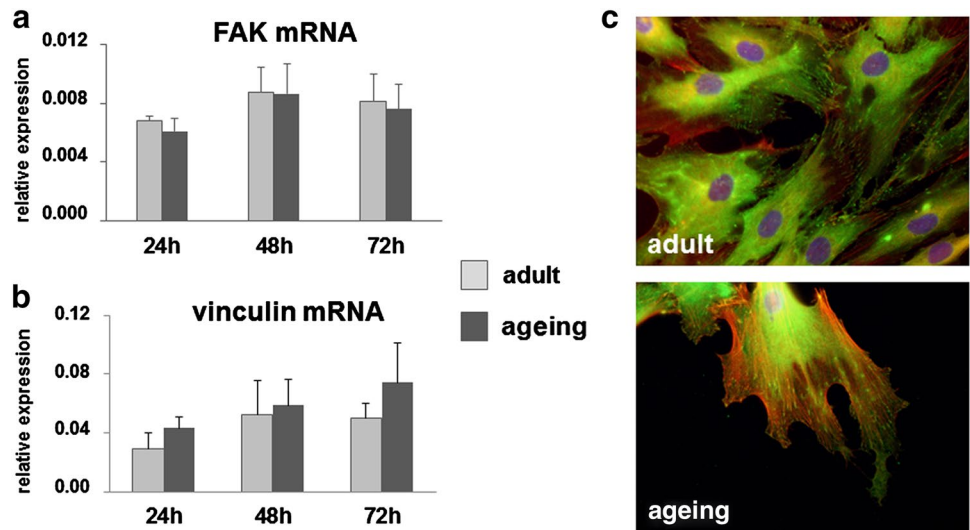 a
FAK mRNA
relative expression
0.012
0.008
0.004
0.000
24h 48h 72h
b
vinculin mRNA
relative expression
0.12
0.08
0.04
0.00
24h 48h 72h
adult
ageing
c
adult
ageing